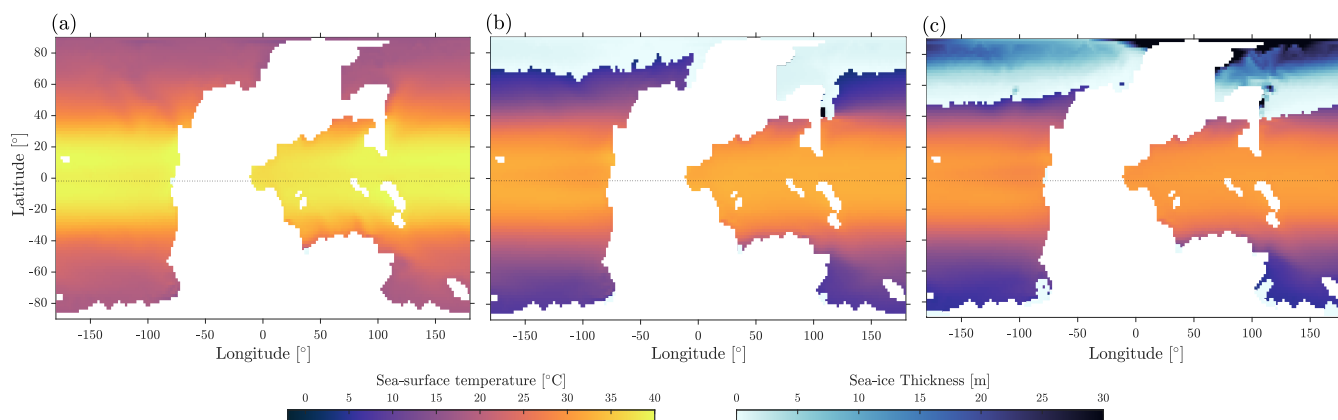 (a) (b) (c)
80
60
40
20
0
-20
-40
-60
-80
Latitude [°]
-150 -100 -50 0 50 100 150
-150 -100 -50 0 50 100 150
-150 -100 -50 0 50 100 150
Longitude [°] Longitude [°] Longitude [°]
Sea-surface temperature [°C] Sea-ice Thickness [m]
0 5 10 15 20 25 30 35 40
0 5 10 15 20 25 30